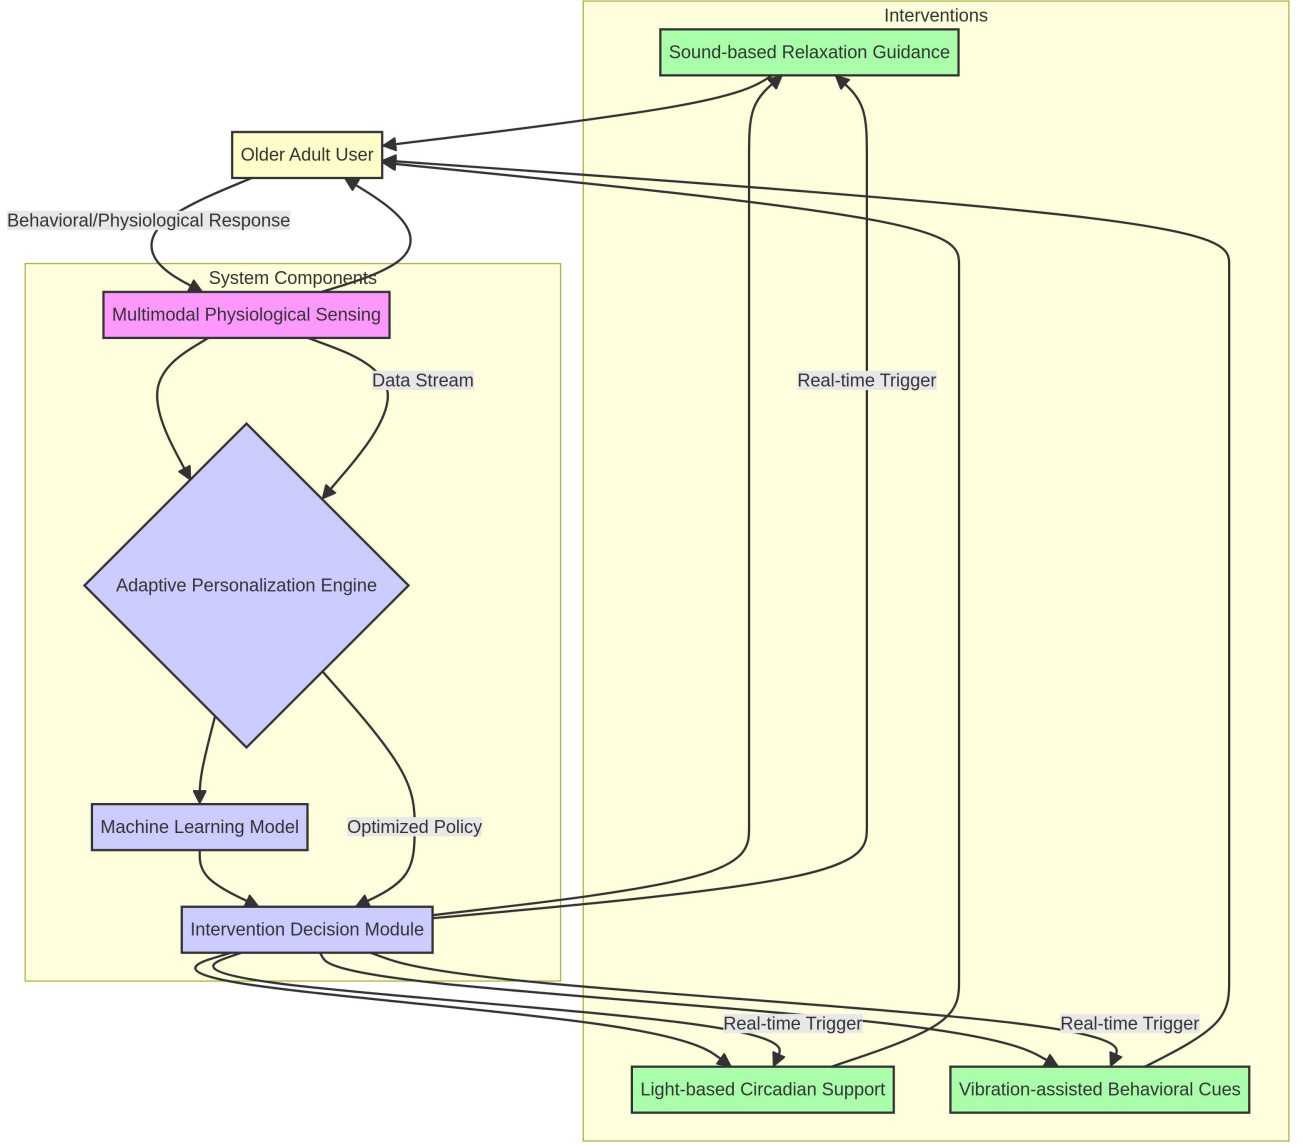 Interventions
Sound-based Relaxation Guidance
Older Adult User
Behavioral/Physiological Response
System Components
Multimodal Physiological Sensing
Data Stream
Real-time Trigger
Adaptive Personalization Engine
Machine Learning Model
Optimized Policy
Intervention Decision Module
Real-time Trigger
Real-time Trigger
Light-based Circadian Support
Vibration-assisted Behavioral Cues